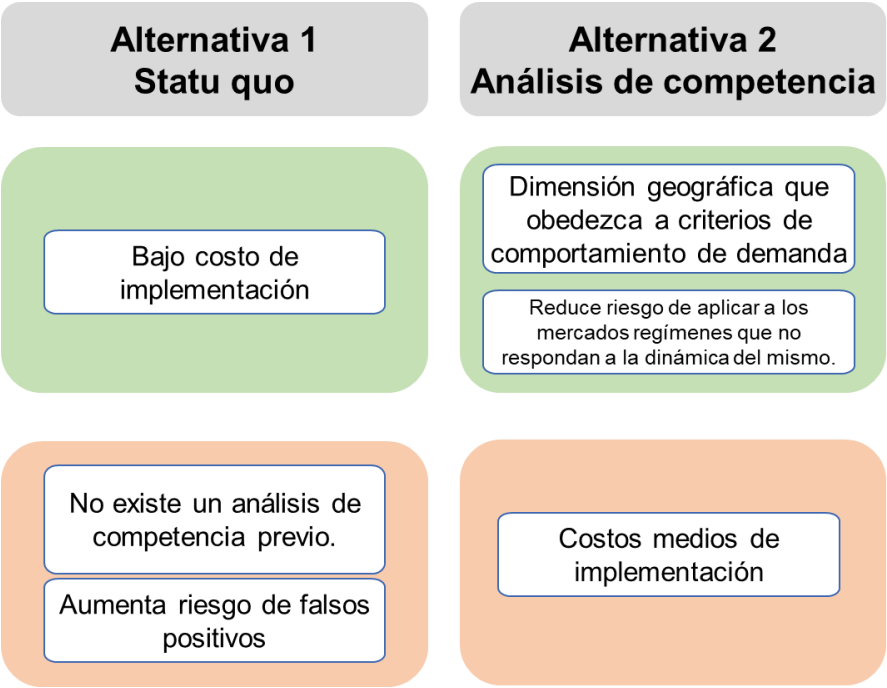 Alternativa 1
Statu quo
Alternativa 2
Análisis de competencia
Bajo costo de
implementación
Dimensión geográfica que
obedezca a criterios de
comportamiento de demanda
Reduce riesgo de aplicar a los
mercados regímenes que no
respondan a la dinámica del mismo.
No existe un análisis de
competencia previo.
Aumenta riesgo de falsos
positivos
Costos medios de
implementación